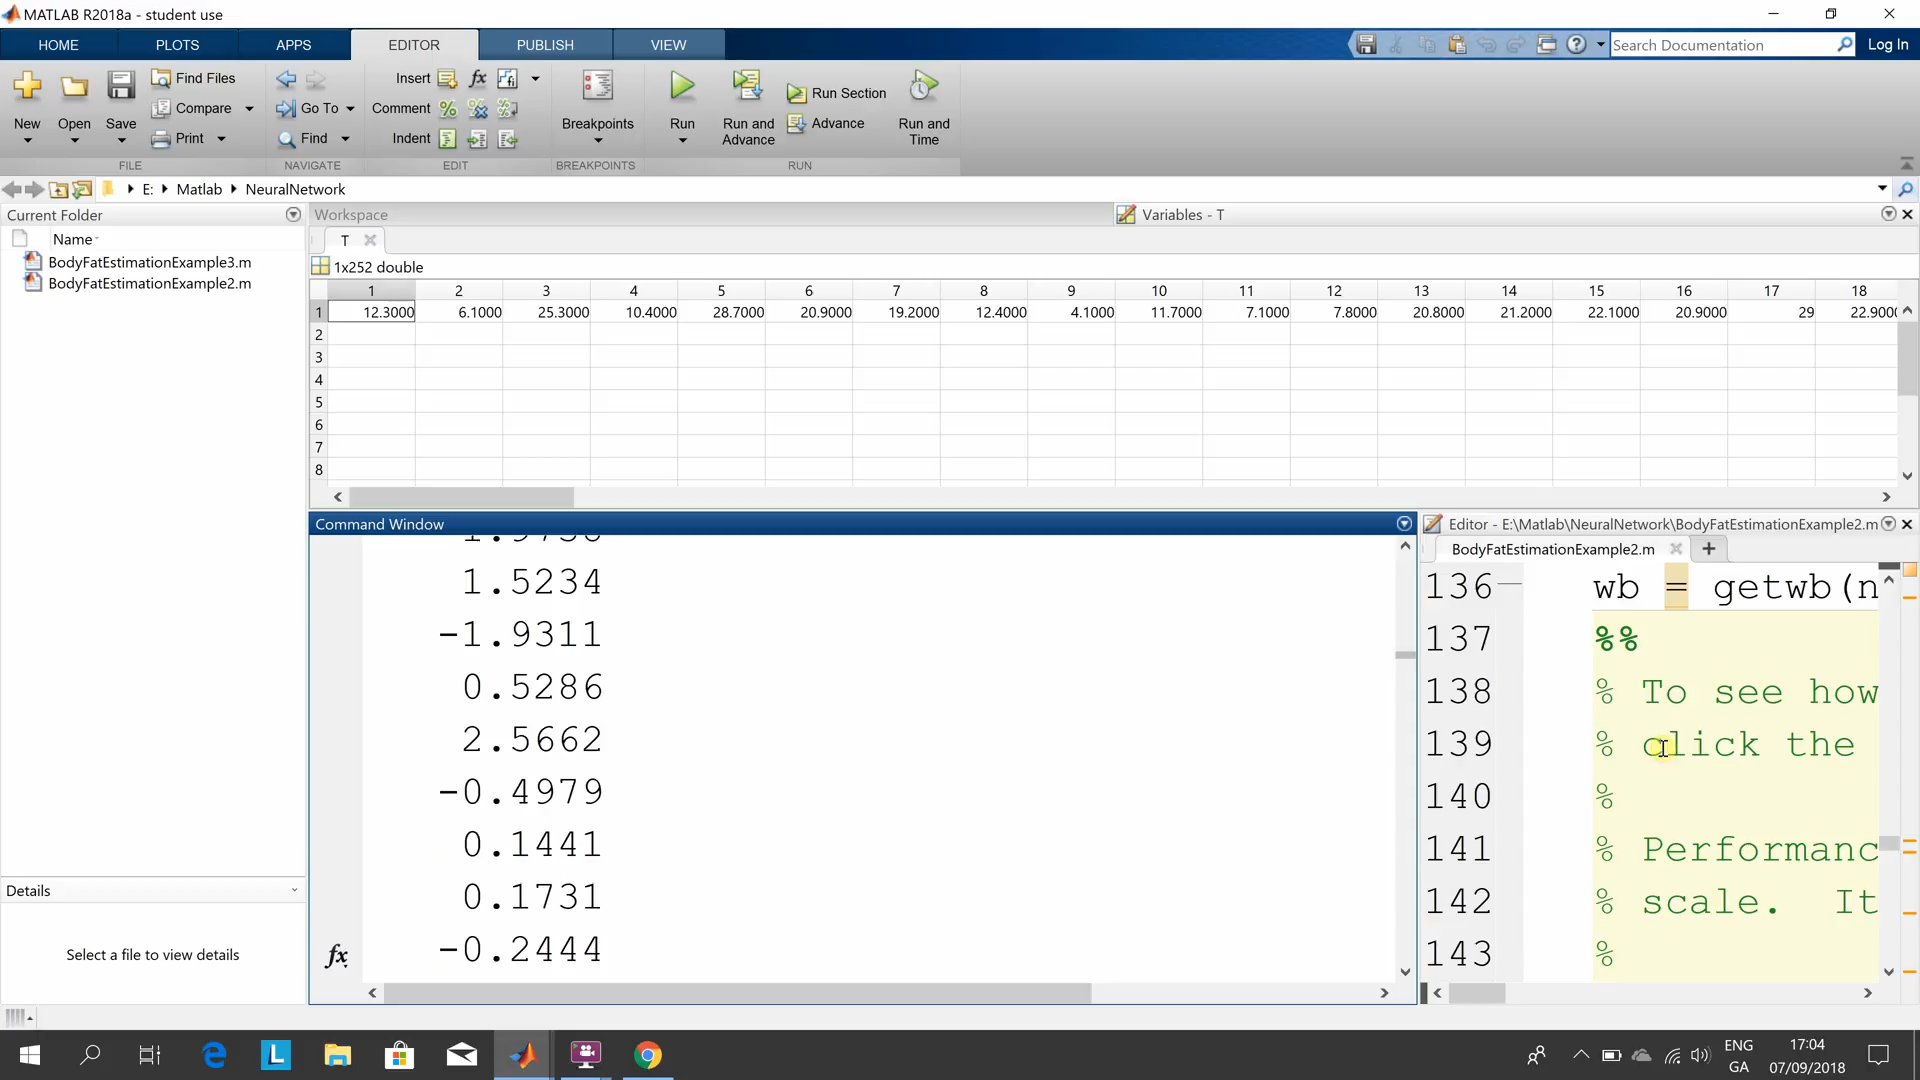 MATLAB R2018a - student use
HOME PLOTS APPS EDITOR PUBLISH VIEW Search Documentation Log In
New Open Save Find Files Compare Print
Go To Find
Insert Comment Indent
fx
Breakpoints Run Run and Advance Run Section Advance Run and Time
FILE NAVIGATE EDIT BREAKPOINTS RUN
E: Matlab NeuralNetwork
Current Folder Workspace Variables - T
Name
BodyFatEstimationExample3.m
BodyFatEstimationExample2.m
T
1x252 double
1 2 3 4 5 6 7 8 9 10 11 12 13 14 15 16 17 18
1 12.3000 6.1000 25.3000 10.4000 28.7000 20.9000 19.2000 12.4000 4.1000 11.7000 7.1000 7.8000 20.8000 21.2000 22.1000 20.9000 29 22.900
2
3
4
5
6
7
8
Command Window
1.5234
-1.9311
0.5286
2.5662
-0.4979
0.1441
0.1731
-0.2444
fx
Editor - E:\Matlab\NeuralNetwork\BodyFatEstimationExample2.m
BodyFatEstimationExample2.m
136 wb = getwb(n
137 %%
138 % To see how
139 % click the
140 %
141 % Performanc
142 % scale. It
143 %
Details
Select a file to view details
L
ENG
GA
17:04
07/09/2018